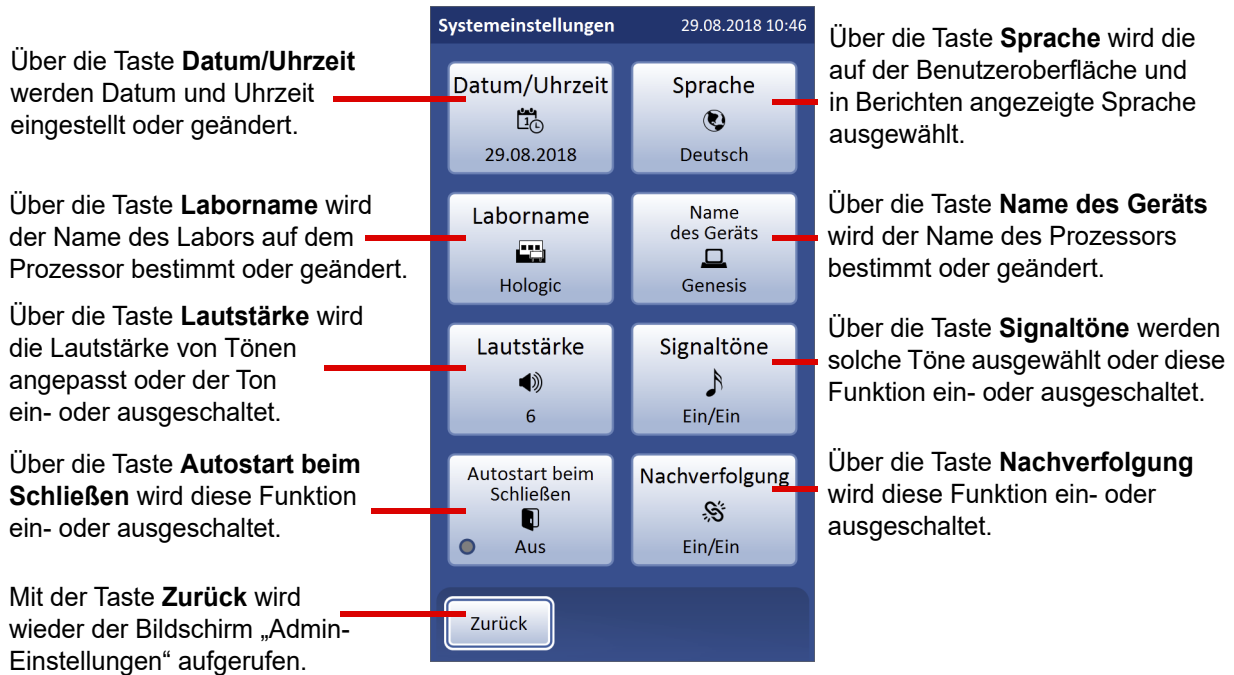 Systemeinstellungen 29.08.2018 10:46
Über die Taste Datum/Uhrzeit
werden Datum und Uhrzeit
eingestellt oder geändert.
Datum/Uhrzeit
29.08.2018
Sprache
Deutsch
Über die Taste Sprache wird die
auf der Benutzeroberfläche und
in Berichten angezeigte Sprache
ausgewählt.
Über die Taste Laborname wird
der Name des Labors auf dem
Prozessor bestimmt oder geändert.
Laborname
Hologic
Name
des Geräts
Genesis
Über die Taste Name des Geräts
wird der Name des Prozessors
bestimmt oder geändert.
Über die Taste Lautstärke wird
die Lautstärke von Tönen
angepasst oder der Ton
ein- oder ausgeschaltet.
Lautstärke
6
Signaltöne
Ein/Ein
Über die Taste Signaltöne werden
solche Töne ausgewählt oder diese
Funktion ein- oder ausgeschaltet.
Über die Taste Autostart beim
Schließen wird diese Funktion
ein- oder ausgeschaltet.
Autostart beim
Schließen
Aus
Nachverfolgung
Ein/Ein
Über die Taste Nachverfolgung
wird diese Funktion ein- oder
ausgeschaltet.
Mit der Taste Zurück wird
wieder der Bildschirm „Admin-
Einstellungen“ aufgerufen.
Zurück